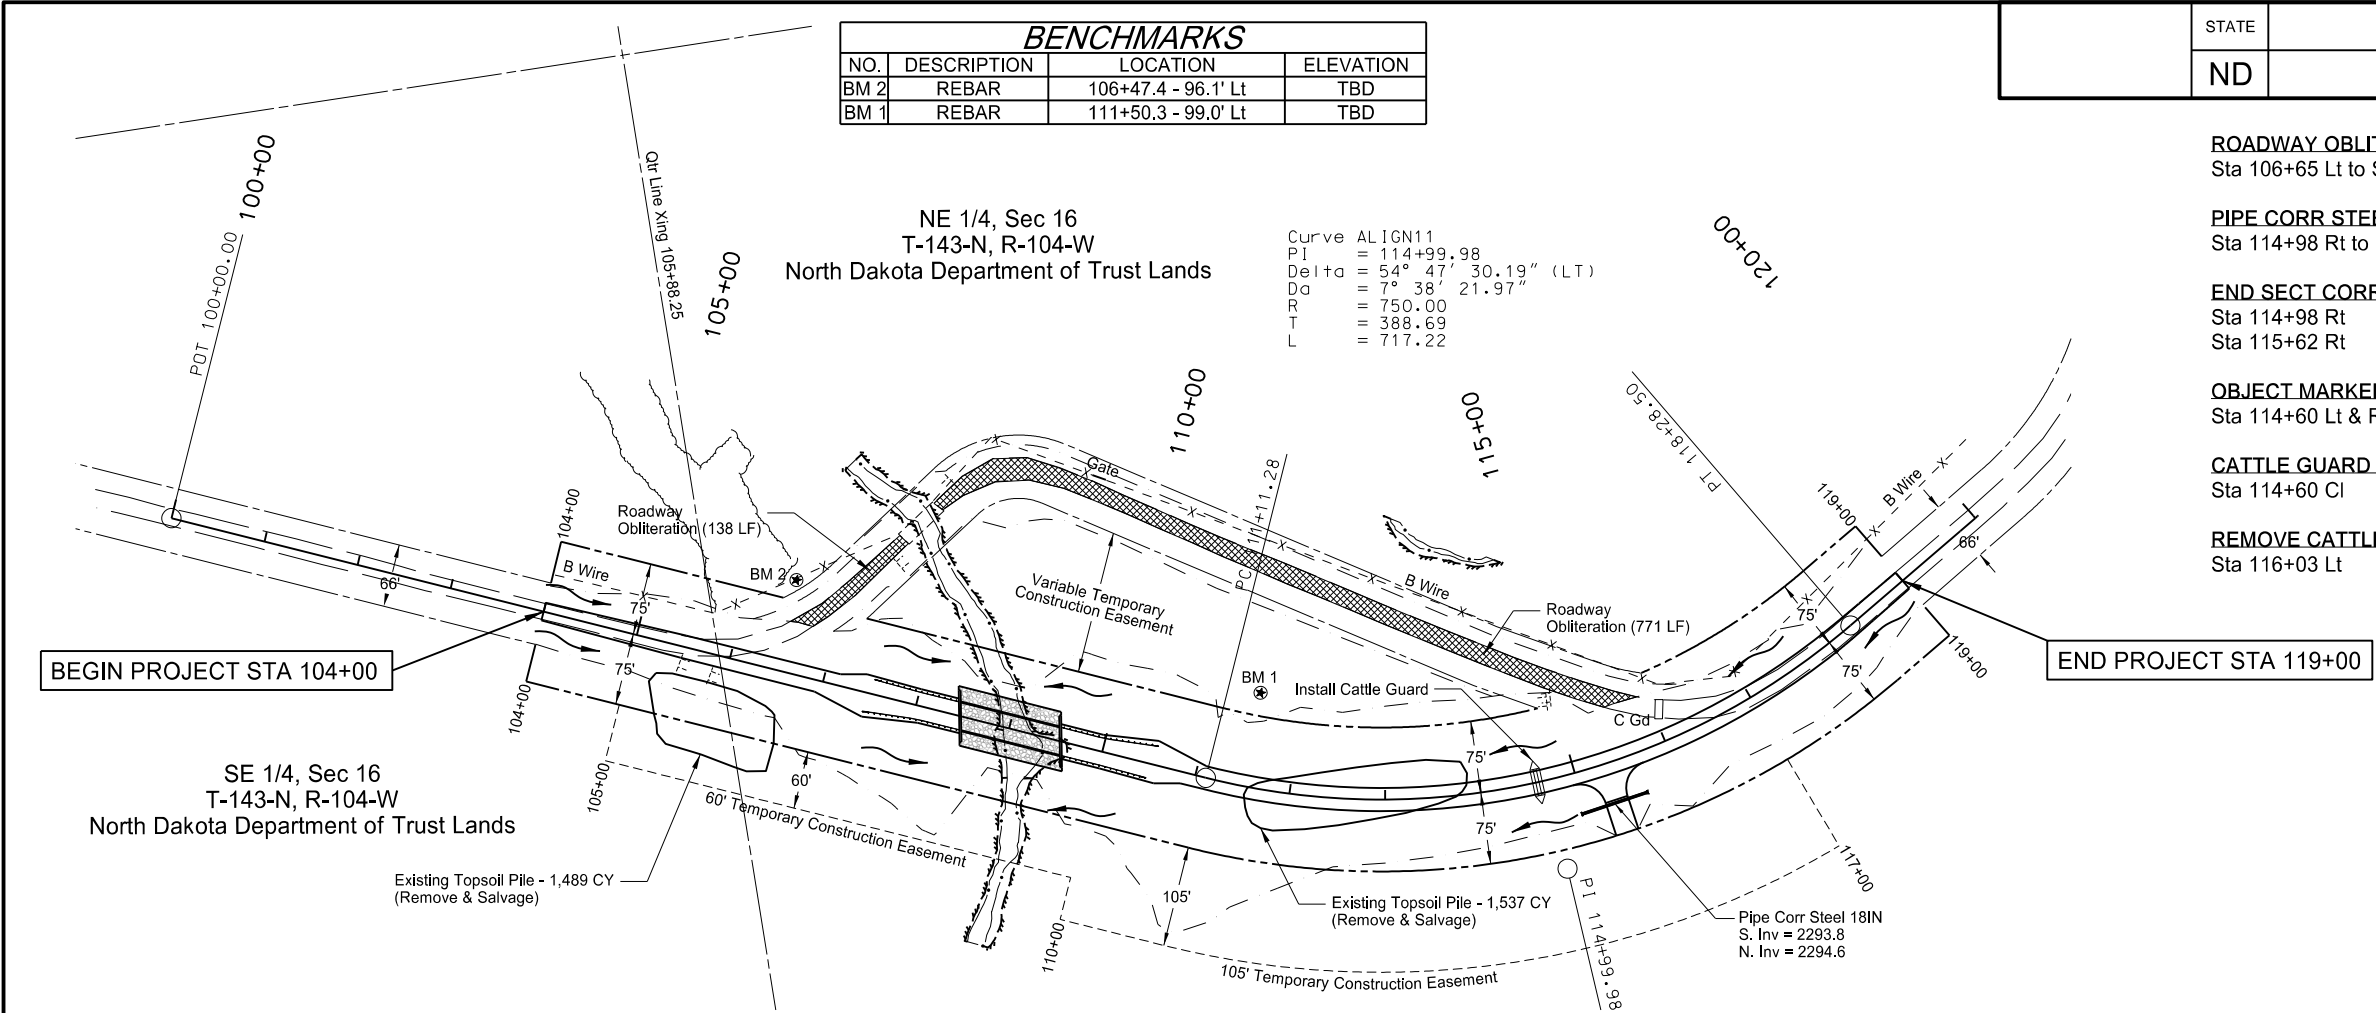 BENCHMARKS
NO. DESCRIPTION LOCATION ELEVATION
BM 2 REBAR 106+47.4 - 96.1' Lt TBD
BM 1 REBAR 111+50.3 - 99.0' Lt TBD
STATE
ND
ROADWAY
Sta 106+65 Lt to
PIPE CORR
Sta 114+98 Rt to
END SECT
Sta 114+98 Rt
Sta 115+62 Rt
OBJECT
Sta 114+60 Lt &
CATTLE GUARD
Sta 114+60 Cl
REMOVE
Sta 116+03 Lt
100+00
POT 100+00.00
Qtr Line Xing 105+88.25
105+00
NE 1/4, Sec 16
T-143-N, R-104-W
North Dakota Department of Trust Lands
Curve ALIGN11
PI = 114+99.98
Delta = 54° 47' 30.19" (LT)
Da = 7° 38' 21.97"
R = 750.00
T = 388.69
L = 717.22
120+00
110+00
115+00
PT 118+28.50
PC 111+11.28
Gate
B Wire
119+00
66'
104+00
Roadway
Obliteration (138 LF)
66'
B Wire
BM 2
75'
75'
Variable Temporary
Construction Easement
B Wire
Roadway
Obliteration (771 LF)
75'
75'
119+00
BEGIN PROJECT STA 104+00
END PROJECT STA 119+00
104+00
BM 1
Install Cattle Guard
C Gd
75'
75'
SE 1/4, Sec 16
T-143-N, R-104-W
North Dakota Department of Trust Lands
105+00
60'
60' Temporary Construction Easement
Existing Topsoil Pile - 1,489 CY
(Remove & Salvage)
110+00
105'
Existing Topsoil Pile - 1,537 CY
(Remove & Salvage)
105' Temporary Construction Easement
PI 114+99.98
117+00
Pipe Corr Steel 18IN
S. Inv = 2293.8
N. Inv = 2294.6